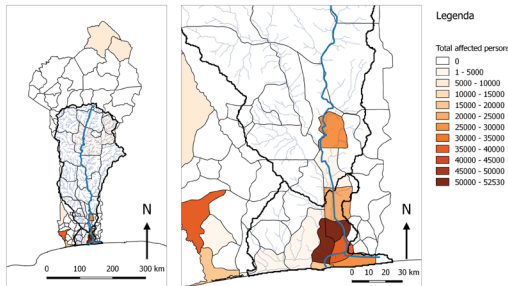 Legenda
Total affected persons
0
1 - 5000
5000 - 10000
10000 - 15000
15000 - 20000
20000 - 25000
25000 - 30000
30000 - 35000
35000 - 40000
40000 - 45000
45000 - 50000
50000 - 52530
N
0 100 200 300 km
N
0 10 20 30 km